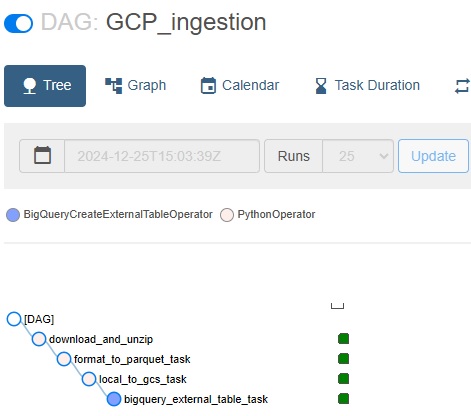 DAG: GCP_ingestion
Tree Graph Calendar Task Duration
2024-12-25T15:03:39Z Runs 25 Update
BigQueryCreateExternalTableOperator PythonOperator
[DAG]
download_and_unzip
format_to_parquet_task
local_to_gcs_task
bigquery_external_table_task